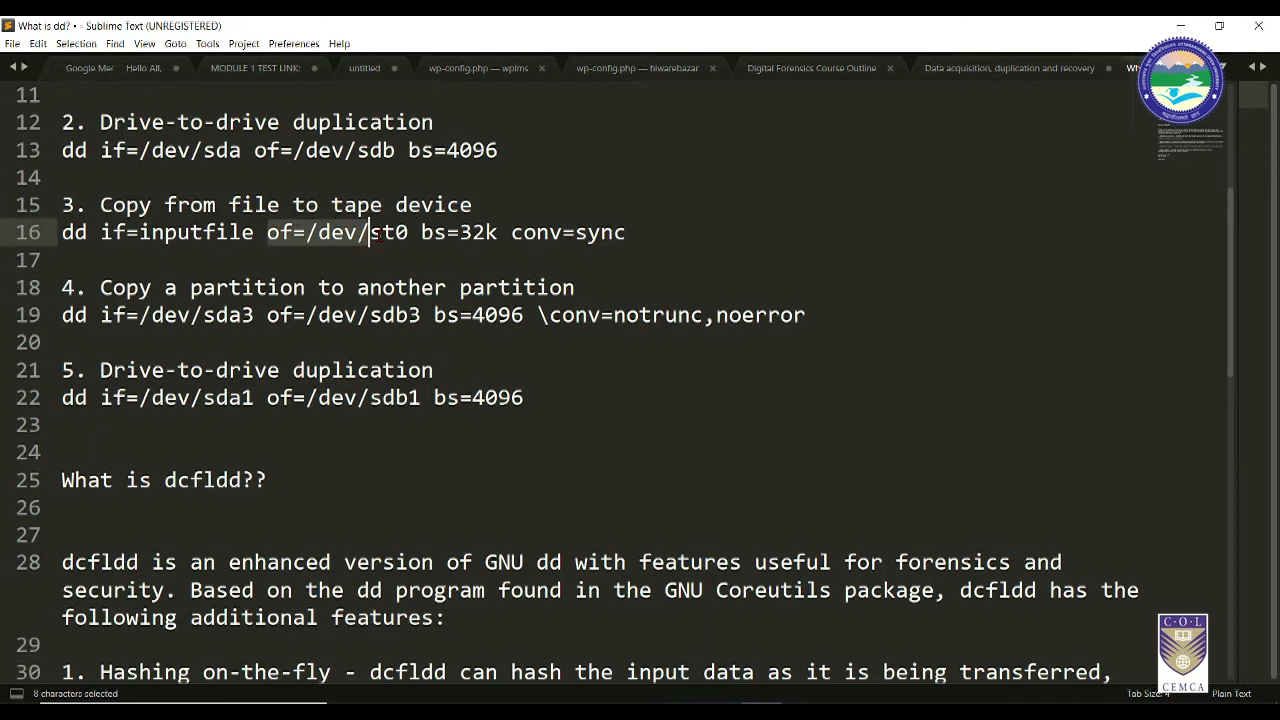 What is dd? • - Sublime Text (UNREGISTERED)
File Edit Selection Find View Goto Tools Project Preferences Help
Google Me Hello All, MODULE 1 TEST LINK: untitled wp-config.php — wplms wp-config.php — hiwarebazar Digital Forensics Course Outline Data acquisition, duplication and recovery
11
12 2. Drive-to-drive duplication
13 dd if=/dev/sda of=/dev/sdb bs=4096
14
15 3. Copy from file to tape device
16 dd if=inputfile of=/dev/st0 bs=32k conv=sync
17
18 4. Copy a partition to another partition
19 dd if=/dev/sda3 of=/dev/sdb3 bs=4096 \conv=notrunc,noerror
20
21 5. Drive-to-drive duplication
22 dd if=/dev/sda1 of=/dev/sdb1 bs=4096
23
24
25 What is dcfldd??
26
27
28 dcfldd is an enhanced version of GNU dd with features useful for forensics and
security. Based on the dd program found in the GNU Coreutils package, dcfldd has the
following additional features:
29
30 1. Hashing on-the-fly - dcfldd can hash the input data as it is being transferred,
C·O·L
CEMCA
8 characters selected Tab Size: 4 Plain Text